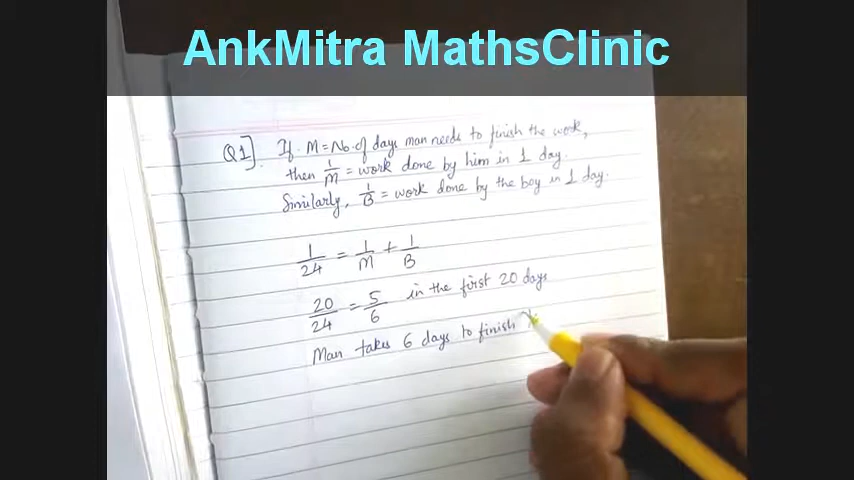 AnkMitra MathsClinic
Q1]. If M = No. of days man needs to finish the work,
then 1/M = work done by him in 1 day.
Similarly, 1/B = work done by the boy in 1 day.
1/24 = 1/M + 1/B
20/24 = 5/6 in the first 20 days
Man takes 6 days to finish